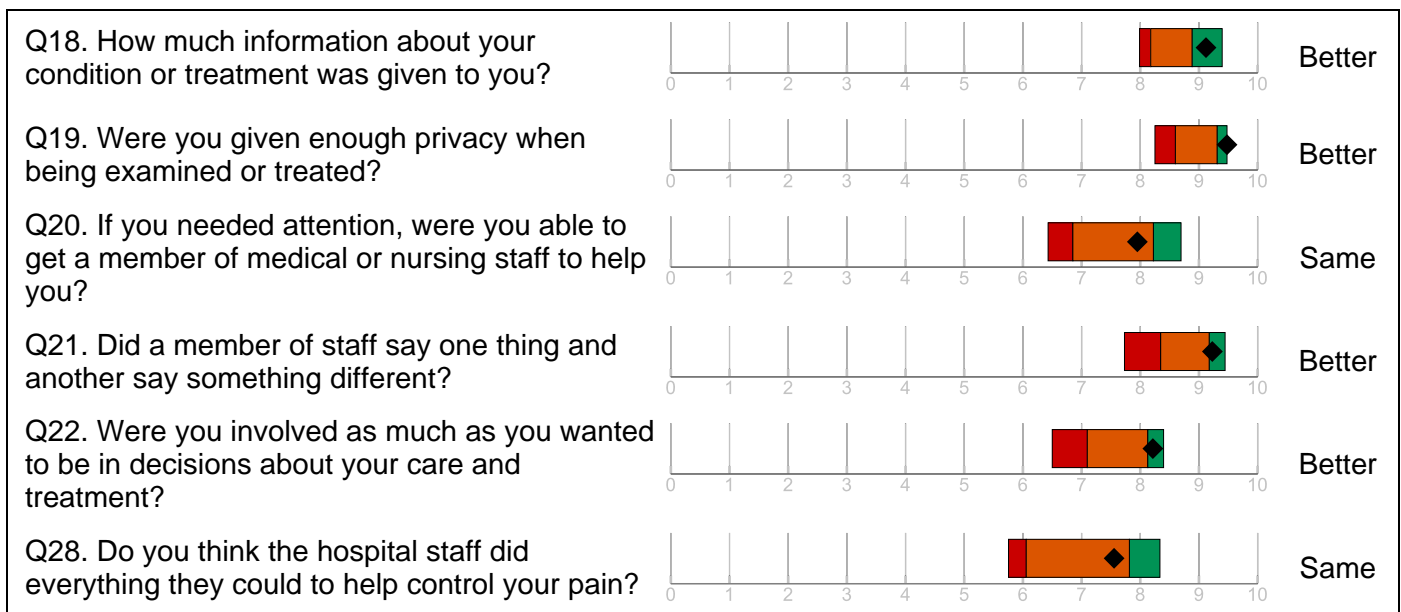 Q18. How much information about your
condition or treatment was given to you?
0 1 2 3 4 5 6 7 8 9 10
Better
Q19. Were you given enough privacy when
being examined or treated?
0 1 2 3 4 5 6 7 8 9 10
Better
Q20. If you needed attention, were you able to
get a member of medical or nursing staff to help
you?
0 1 2 3 4 5 6 7 8 9 10
Same
Q21. Did a member of staff say one thing and
another say something different?
0 1 2 3 4 5 6 7 8 9 10
Better
Q22. Were you involved as much as you wanted
to be in decisions about your care and
treatment?
0 1 2 3 4 5 6 7 8 9 10
Better
Q28. Do you think the hospital staff did
everything they could to help control your pain?
0 1 2 3 4 5 6 7 8 9 10
Same